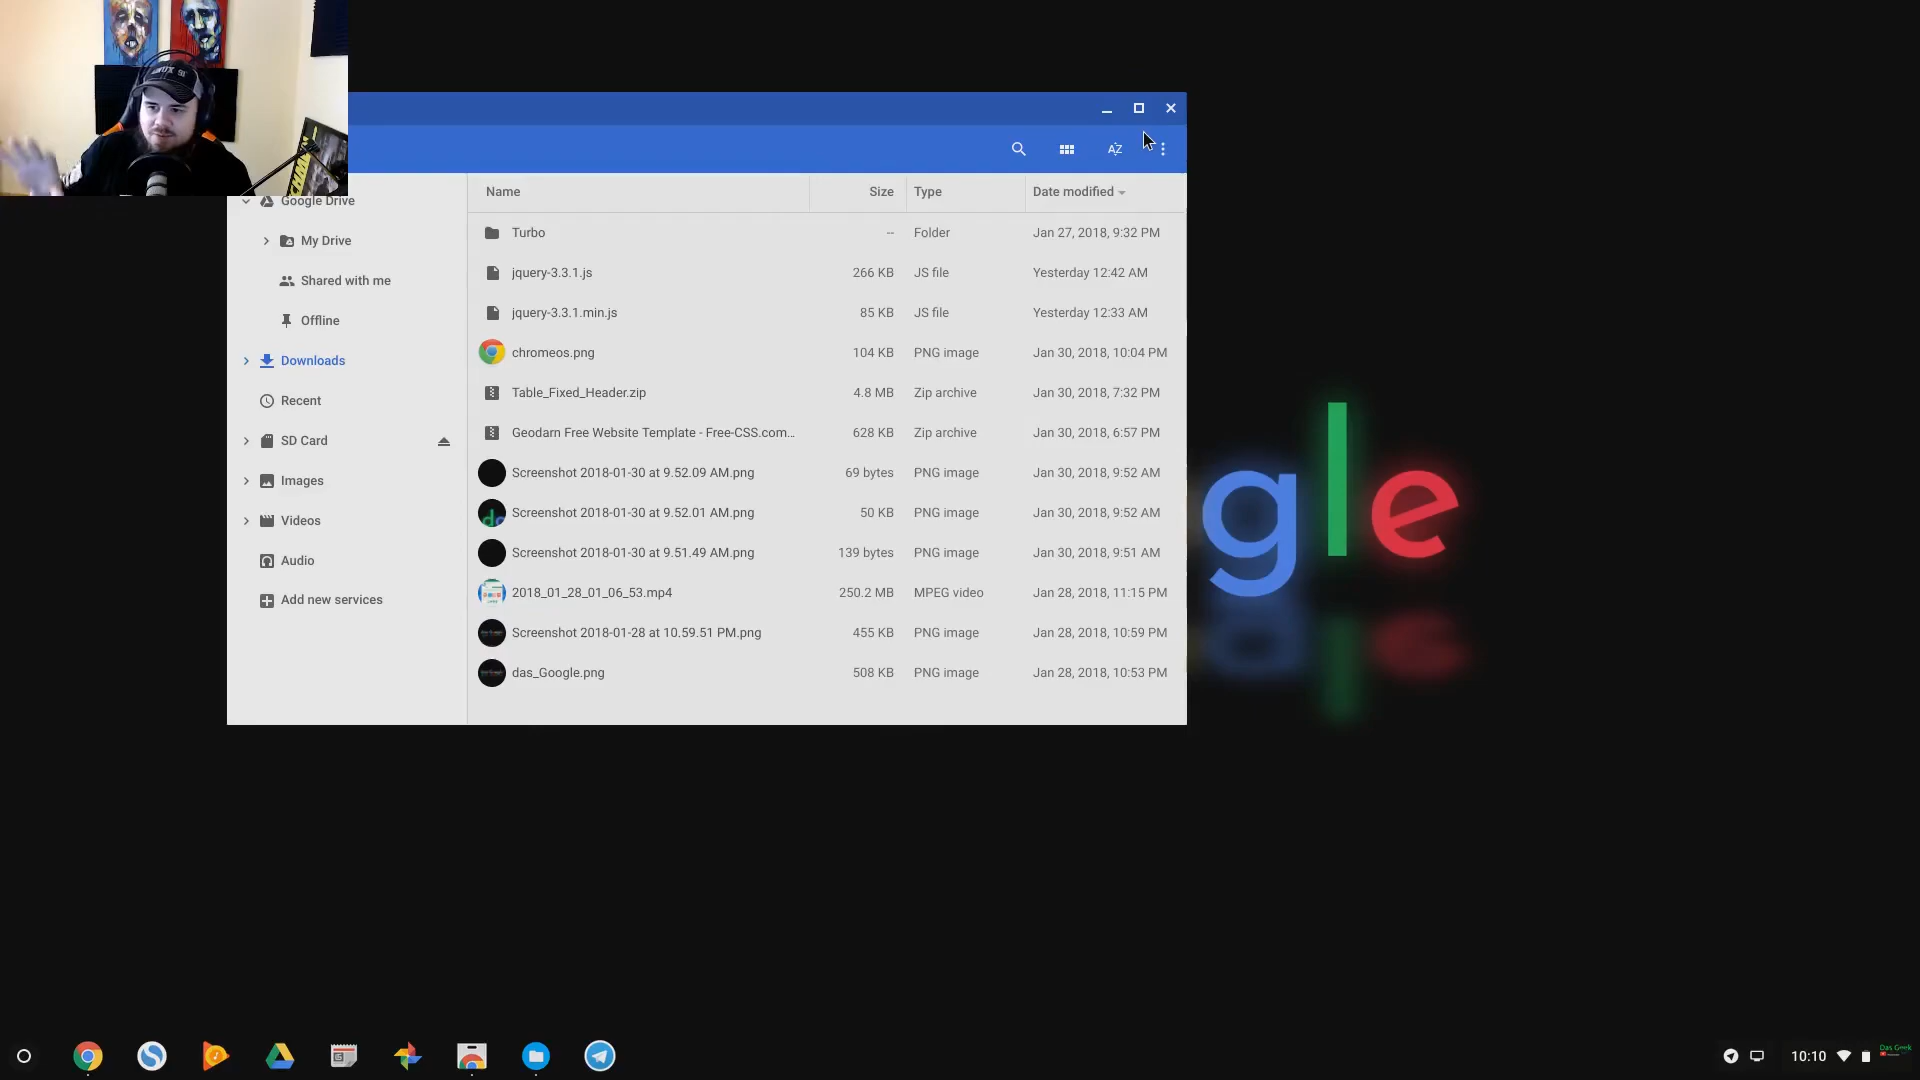 Name Size Type Date modified
Google Drive
My Drive
Shared with me
Offline
Downloads
Recent
SD Card
Images
Videos
Audio
Add new services
Turbo -- Folder Jan 27, 2018, 9:32 PM
jquery-3.3.1.js 266 KB JS file Yesterday 12:42 AM
jquery-3.3.1.min.js 85 KB JS file Yesterday 12:33 AM
chromeos.png 104 KB PNG image Jan 30, 2018, 10:04 PM
Table_Fixed_Header.zip 4.8 MB Zip archive Jan 30, 2018, 7:32 PM
Geodarn Free Website Template - Free-CSS.com... 628 KB Zip archive Jan 30, 2018, 6:57 PM
Screenshot 2018-01-30 at 9.52.09 AM.png 69 bytes PNG image Jan 30, 2018, 9:52 AM
Screenshot 2018-01-30 at 9.52.01 AM.png 50 KB PNG image Jan 30, 2018, 9:52 AM
Screenshot 2018-01-30 at 9.51.49 AM.png 139 bytes PNG image Jan 30, 2018, 9:51 AM
2018_01_28_01_06_53.mp4 250.2 MB MPEG video Jan 28, 2018, 11:15 PM
Screenshot 2018-01-28 at 10.59.51 PM.png 455 KB PNG image Jan 28, 2018, 10:59 PM
das_Google.png 508 KB PNG image Jan 28, 2018, 10:53 PM
AZ
gle
10:10
Das Geek